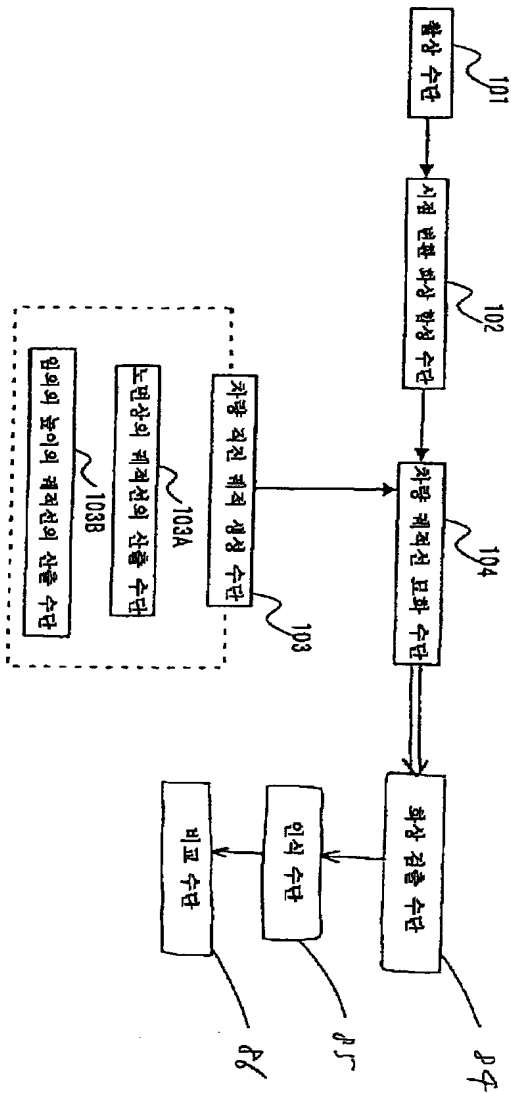 촬상 수단
101
시점 변환 화상 합성 수단
102
차량 궤적선 묘화 수단
104
차량 직진 궤적 생성 수단
103
노면상의 궤적선의 산출 수단
103A
임의의 높이의 궤적선의 산출 수단
103B
화상 검출 수단
84
인식 수단
85
비교 수단
86